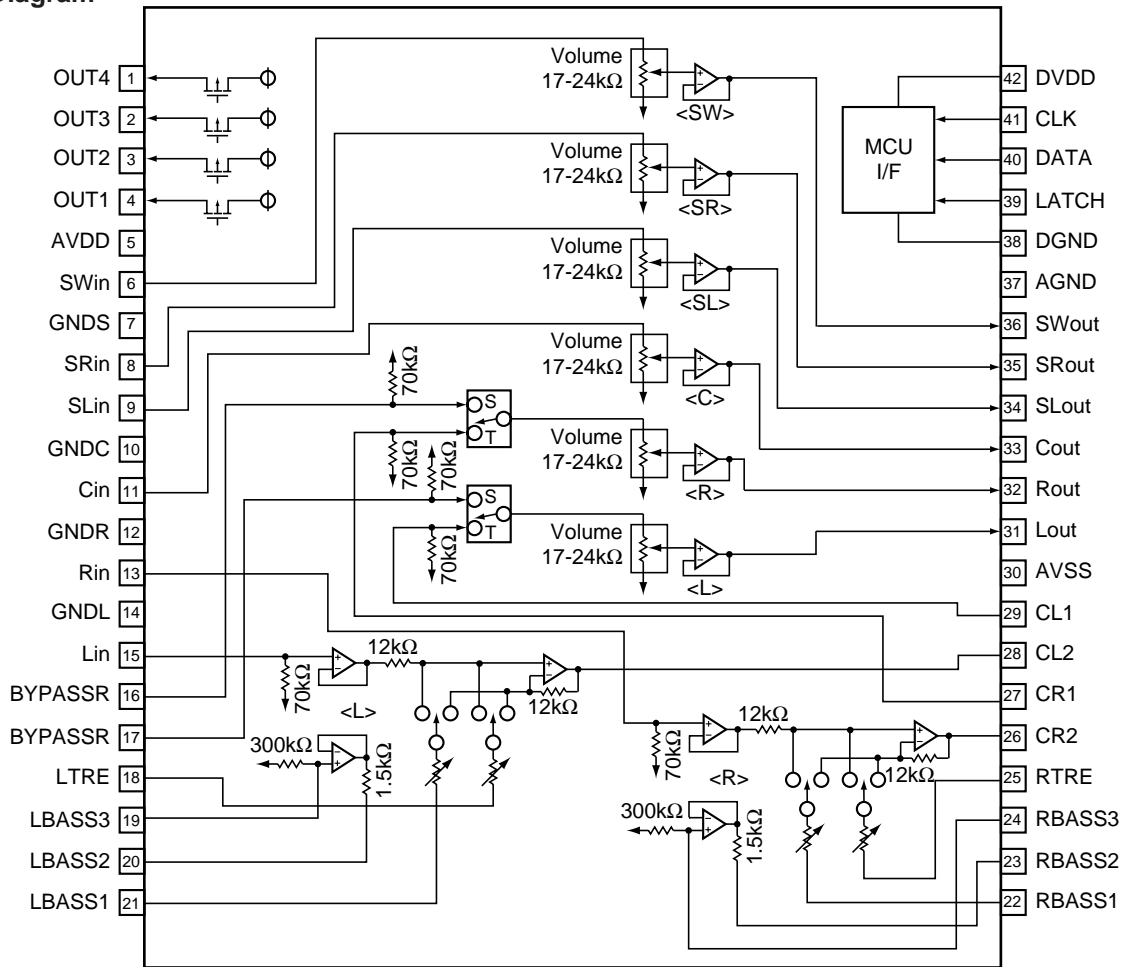 Diagram
OUT4 1
OUT3 2
OUT2 3
OUT1 4
AVDD 5
SWin 6
GNDS 7
SRin 8
SLin 9
GNDC 10
Cin 11
GNDR 12
Rin 13
GNDL 14
Lin 15
BYPASSR 16
BYPASSR 17
LTRE 18
LBASS3 19
LBASS2 20
LBASS1 21
Volume
17-24kΩ
<SW>
Volume
17-24kΩ
<SR>
Volume
17-24kΩ
<SL>
Volume
17-24kΩ
<C>
70kΩ
S
T
70kΩ
70kΩ
Volume
17-24kΩ
<R>
S
T
70kΩ
Volume
17-24kΩ
<L>
12kΩ
70kΩ
<L>
12kΩ
300kΩ
1.5kΩ
12kΩ
70kΩ
<R>
12kΩ
300kΩ
1.5kΩ
MCU
I/F
42 DVDD
41 CLK
40 DATA
39 LATCH
38 DGND
37 AGND
36 SWout
35 SRout
34 SLout
33 Cout
32 Rout
31 Lout
30 AVSS
29 CL1
28 CL2
27 CR1
26 CR2
25 RTRE
24 RBASS3
23 RBASS2
22 RBASS1